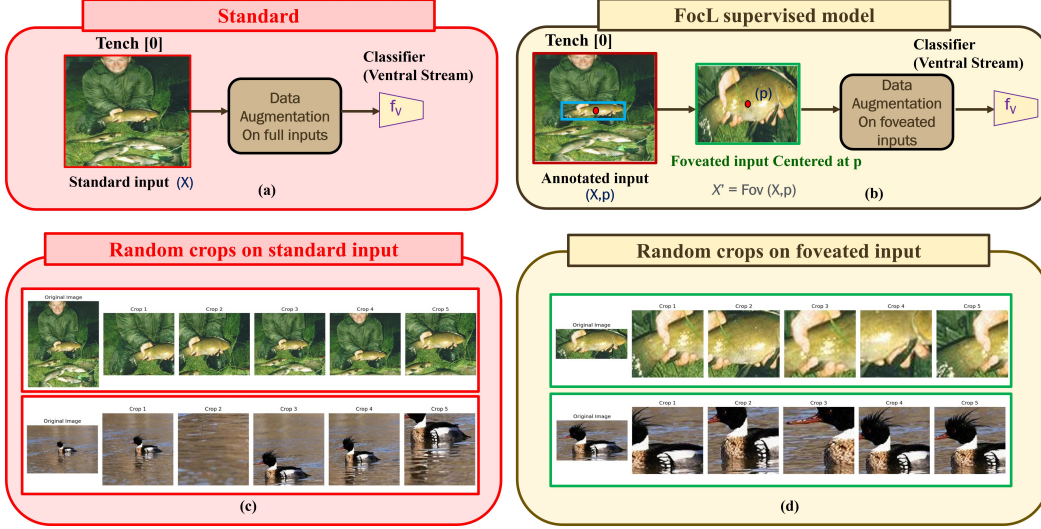 Standard
Tench [0]
Classifier
(Ventral Stream)
Data
Augmentation
On full inputs
f_v
Standard input (X)
(a)
FocL supervised model
Tench [0]
Classifier
(Ventral Stream)
(p)
Data
Augmentation
On foveated
inputs
f_v
Foveated input Centered at p
Annotated input
(X,p)
X' = Fov (X,p)
(b)
Random crops on standard input
Original Image
Crop 1
Crop 2
Crop 3
Crop 4
Crop 5
Original Image
Crop 1
Crop 2
Crop 3
Crop 4
Crop 5
(c)
Random crops on foveated input
Original Image
Crop 1
Crop 2
Crop 3
Crop 4
Crop 5
Original Image
Crop 1
Crop 2
Crop 3
Crop 4
Crop 5
(d)